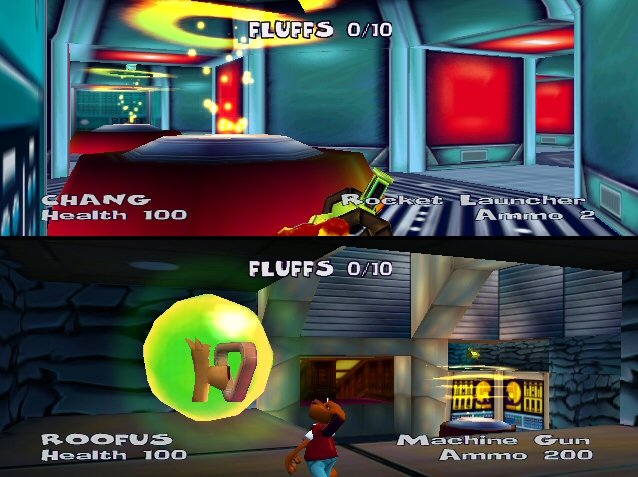 FLUFFS 0/10
CHANG
Rocket Launcher
Health 100
Ammo 2
FLUFFS 0/10
ROOFUS
Machine Gun
Health 100
Ammo 200